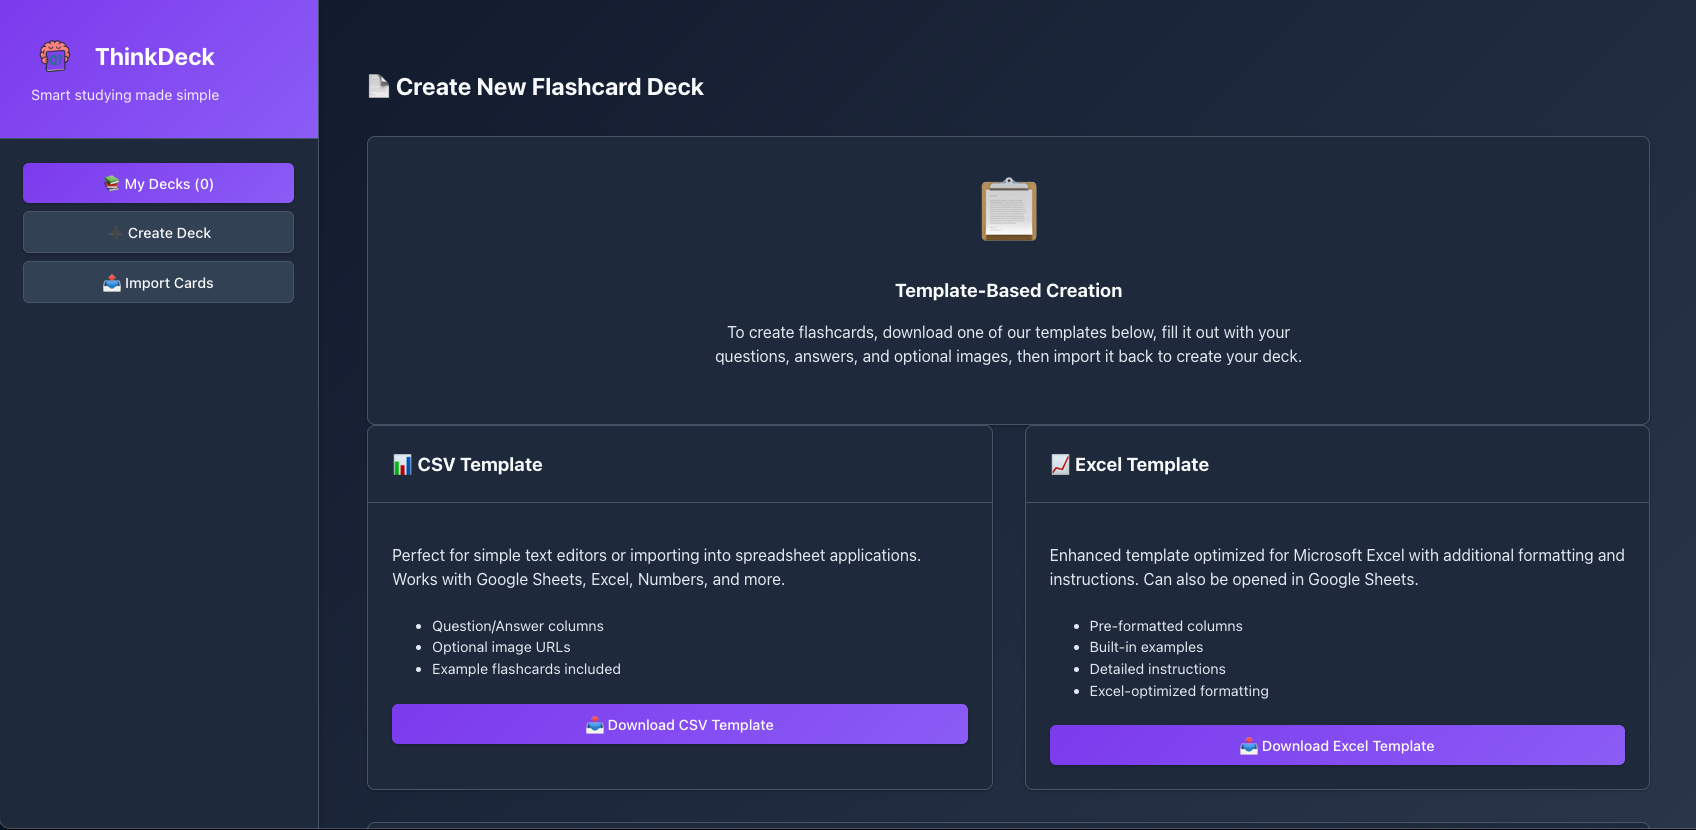 ThinkDeck
Smart studying made simple
My Decks (0)
Create Deck
Import Cards
Create New Flashcard Deck
Template-Based Creation
To create flashcards, download one of our templates below, fill it out with your
questions, answers, and optional images, then import it back to create your deck.
CSV Template
Perfect for simple text editors or importing into spreadsheet applications.
Works with Google Sheets, Excel, Numbers, and more.
Question/Answer columns
Optional image URLs
Example flashcards included
Download CSV Template
Excel Template
Enhanced template optimized for Microsoft Excel with additional formatting and
instructions. Can also be opened in Google Sheets.
Pre-formatted columns
Built-in examples
Detailed instructions
Excel-optimized formatting
Download Excel Template